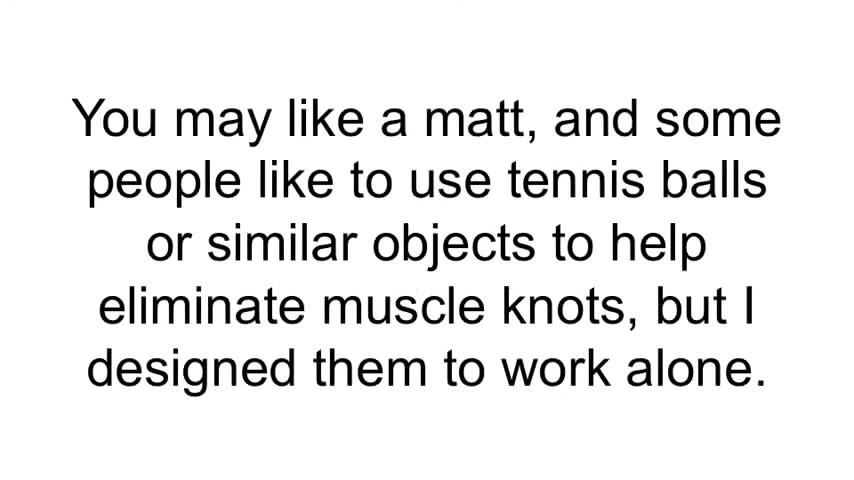 You may like a matt, and some
people like to use tennis balls
or similar objects to help
eliminate muscle knots, but I
designed them to work alone.